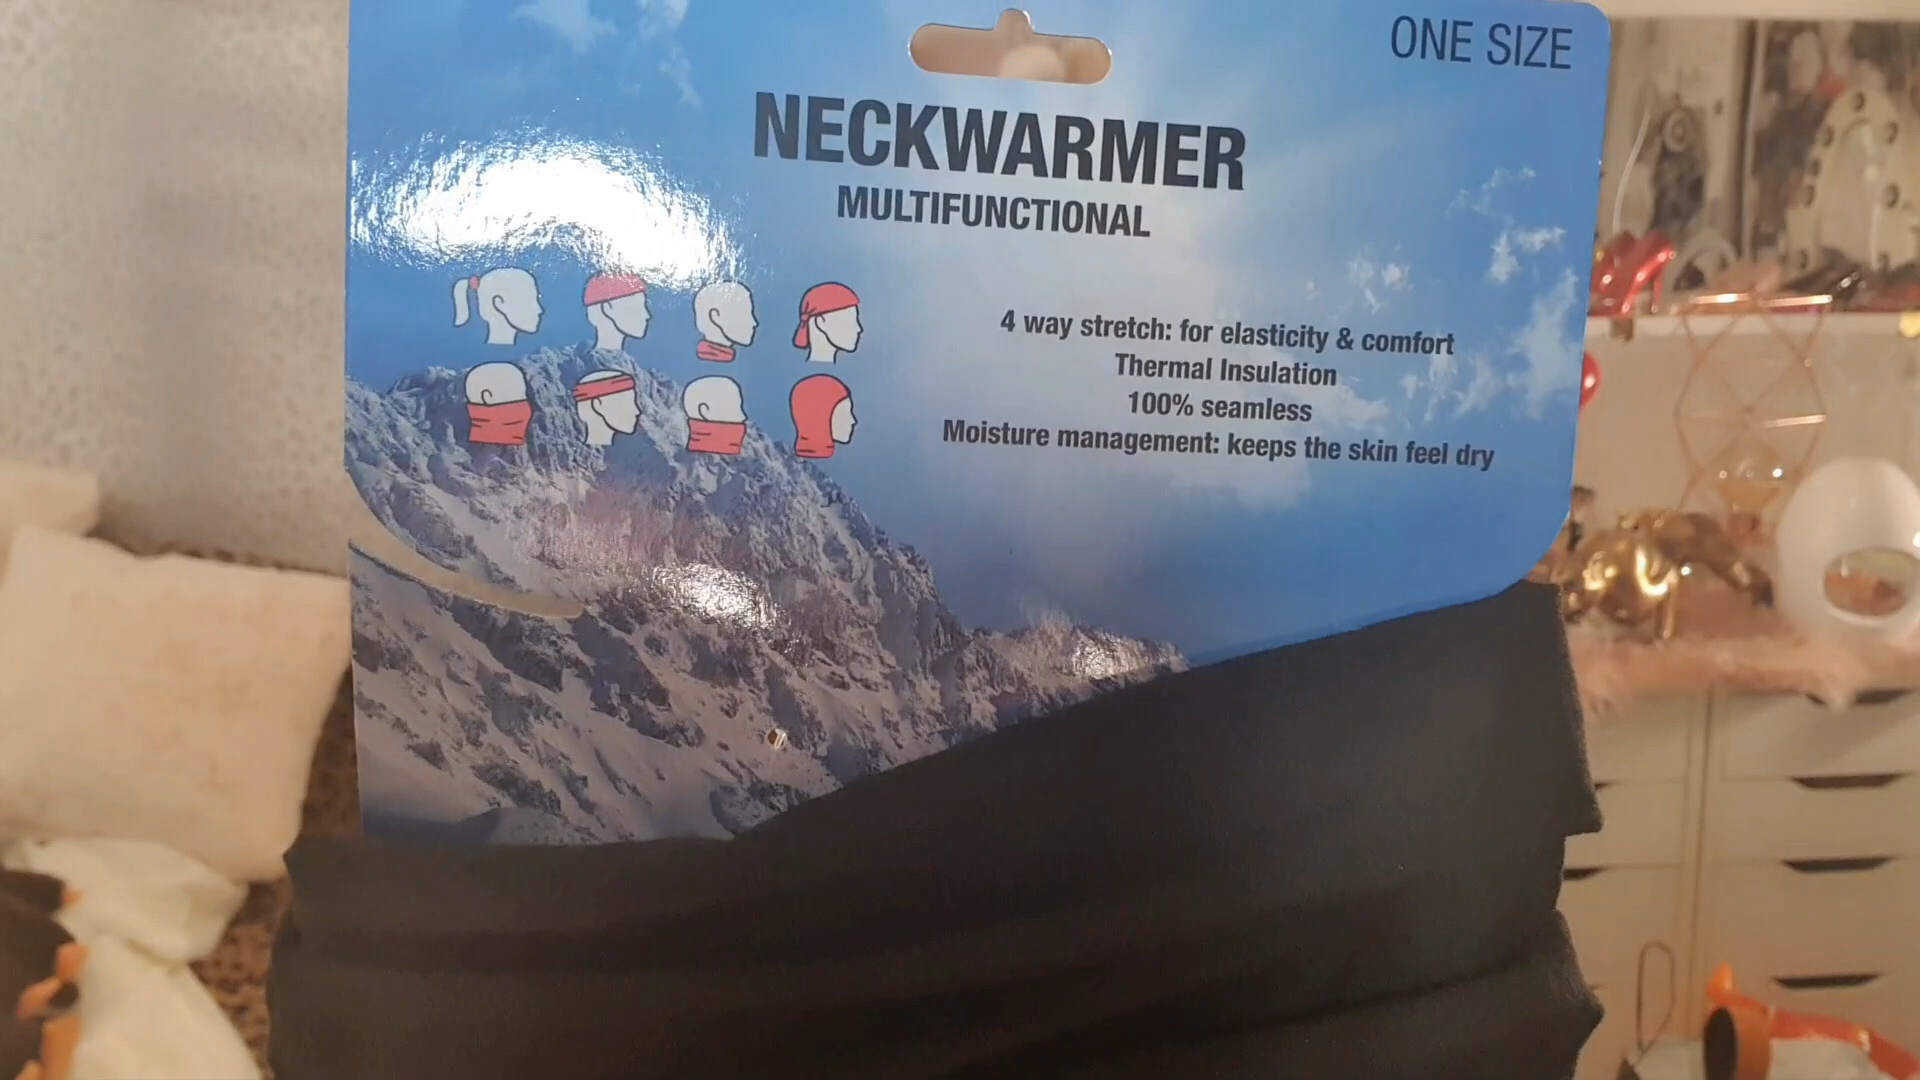 ONE SIZE
NECKWARMER
MULTIFUNCTIONAL
4 way stretch: for elasticity & comfort
Thermal Insulation
100% seamless
Moisture management: keeps the skin feel dry